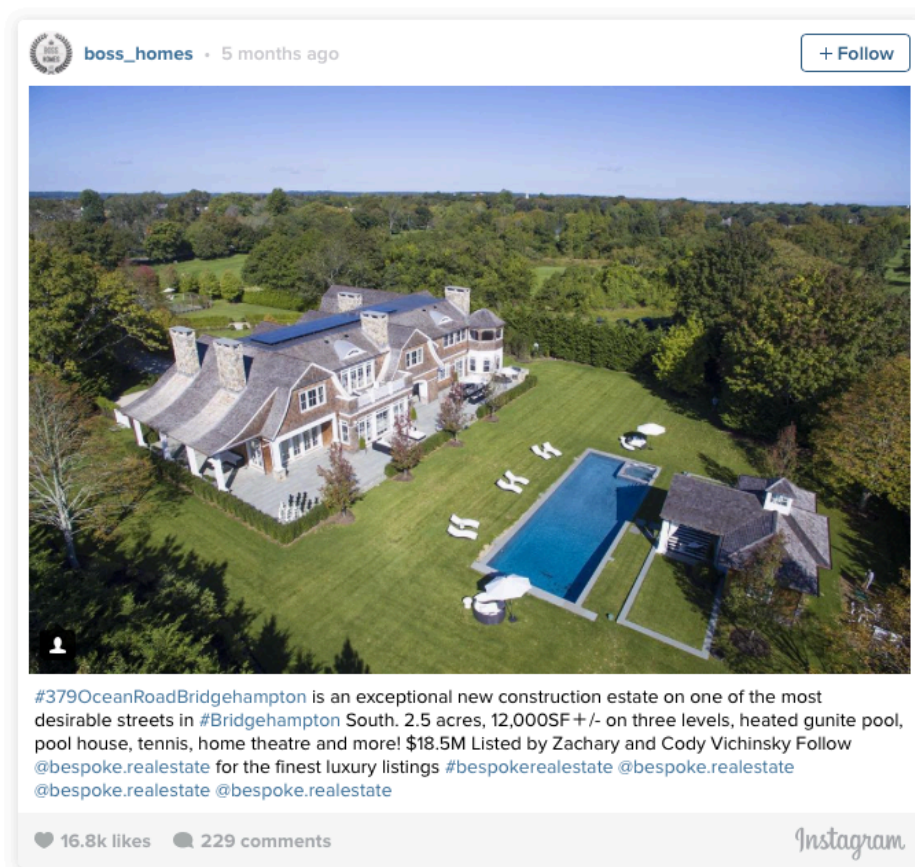 boss_homes • 5 months ago
+ Follow
BOSS
HOMES
#379OceanRoadBridgehampton is an exceptional new construction estate on one of the most
desirable streets in #Bridgehampton South. 2.5 acres, 12,000SF+/- on three levels, heated gunite pool,
pool house, tennis, home theatre and more! $18.5M Listed by Zachary and Cody Vichinsky Follow
@bespoke.realestate for the finest luxury listings #bespokerealestate @bespoke.realestate
@bespoke.realestate @bespoke.realestate
16.8k likes 229 comments
Instagram